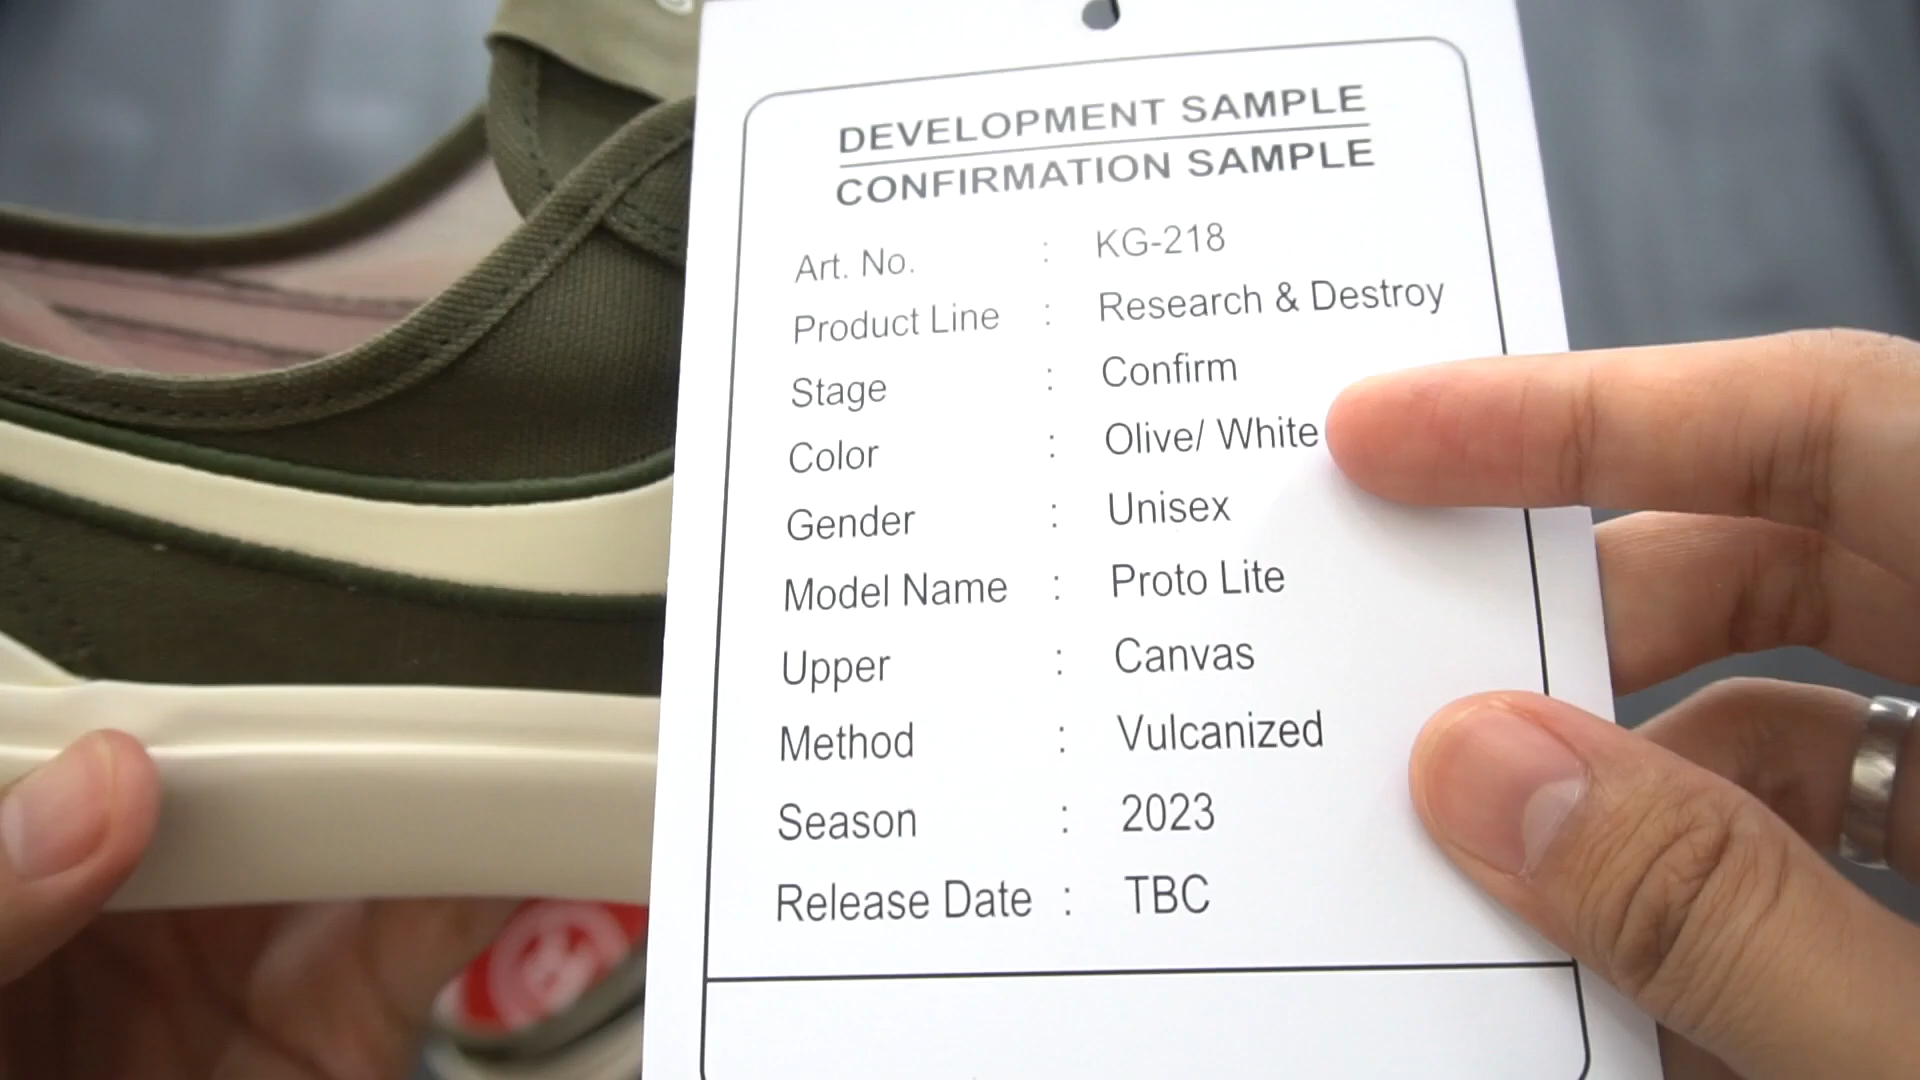 DEVELOPMENT SAMPLE
CONFIRMATION SAMPLE
Art. No. : KG-218
Product Line : Research & Destroy
Stage : Confirm
Color : Olive/ White
Gender : Unisex
Model Name : Proto Lite
Upper : Canvas
Method : Vulcanized
Season : 2023
Release Date : TBC